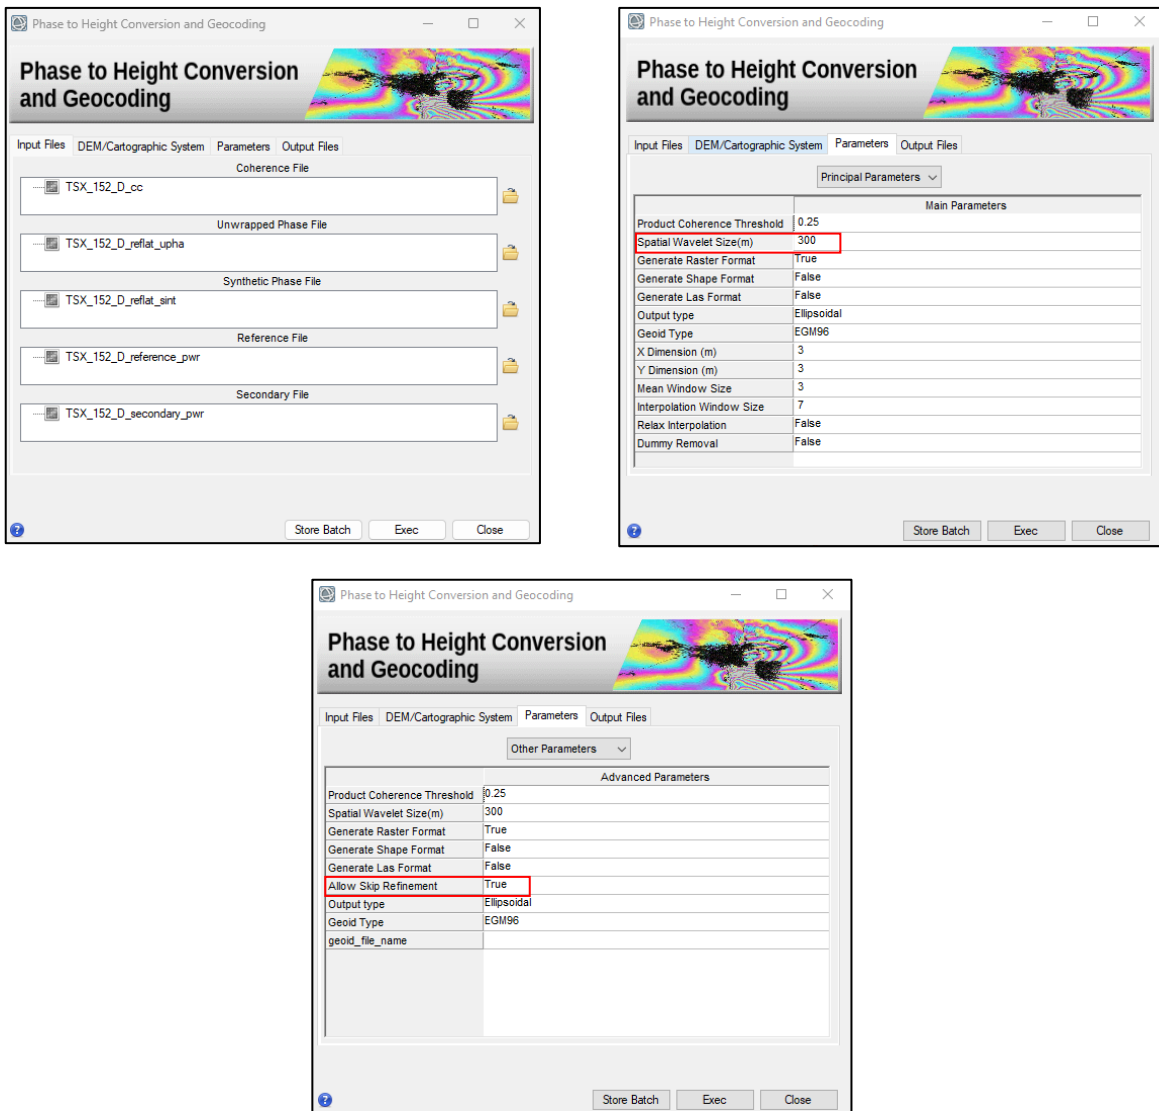 Phase to Height Conversion and Geocoding
Phase to Height Conversion
and Geocoding
Input Files DEM/Cartographic System Parameters Output Files
Coherence File
TSX_152_D_cc
Unwrapped Phase File
TSX_152_D_reflat_upha
Synthetic Phase File
TSX_152_D_reflat_sint
Reference File
TSX_152_D_reference_pwr
Secondary File
TSX_152_D_secondary_pwr
? Store Batch Exec Close
Phase to Height Conversion and Geocoding
Phase to Height Conversion
and Geocoding
Input Files DEM/Cartographic System Parameters Output Files
Principal Parameters
Main Parameters
Product Coherence Threshold 0.25
Spatial Wavelet Size(m) 300
Generate Raster Format True
Generate Shape Format False
Generate Las Format False
Output type Ellipsoidal
Geoid Type EGM96
X Dimension (m) 3
Y Dimension (m) 3
Mean Window Size 3
Interpolation Window Size 7
Relax Interpolation False
Dummy Removal False
? Store Batch Exec Close
Phase to Height Conversion and Geocoding
Phase to Height Conversion
and Geocoding
Input Files DEM/Cartographic System Parameters Output Files
Other Parameters
Advanced Parameters
Product Coherence Threshold 0.25
Spatial Wavelet Size(m) 300
Generate Raster Format True
Generate Shape Format False
Generate Las Format False
Allow Skip Refinement True
Output type Ellipsoidal
Geoid Type EGM96
geoid_file_name
? Store Batch Exec Close